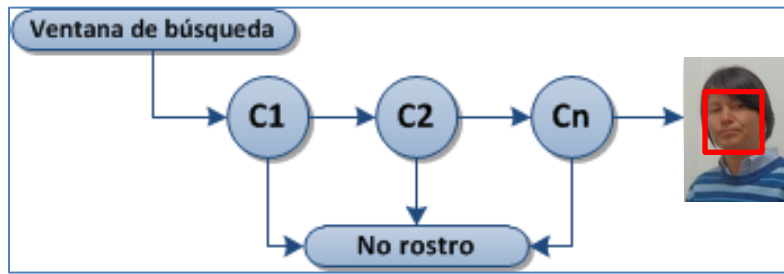 Ventana de búsqueda
C1
C2
Cn
No rostro